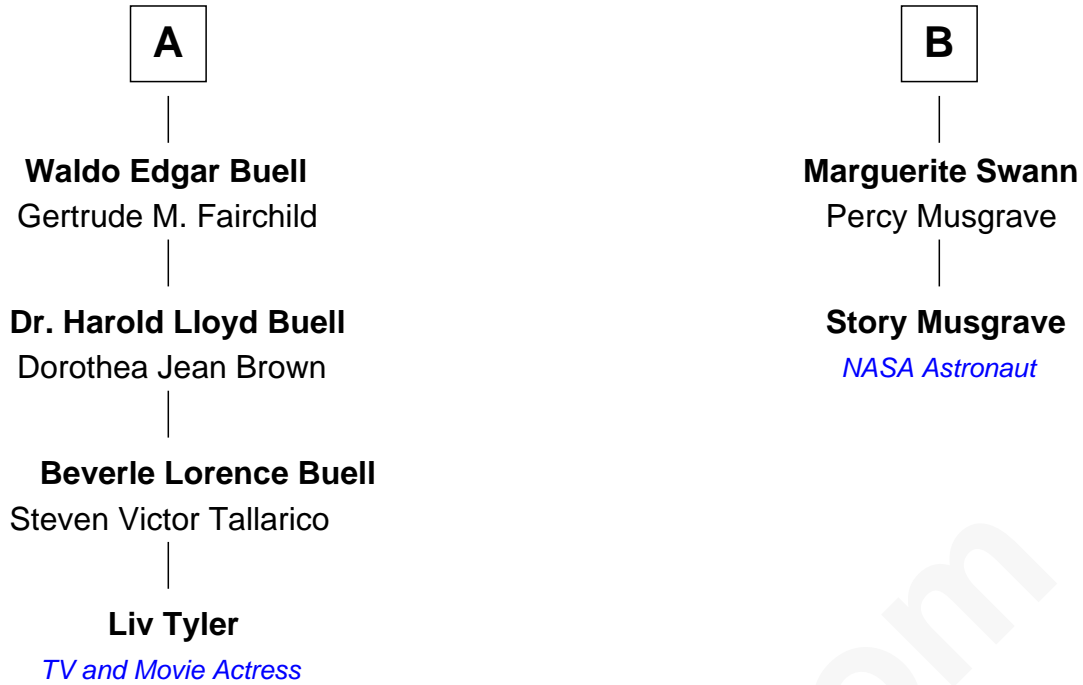 A
Waldo Edgar Buell
Gertrude M. Fairchild
Dr. Harold Lloyd Buell
Dorothea Jean Brown
Beverle Lorence Buell
Steven Victor Tallarico
Liv Tyler
TV and Movie Actress
B
Marguerite Swann
Percy Musgrave
Story Musgrave
NASA Astronaut
om